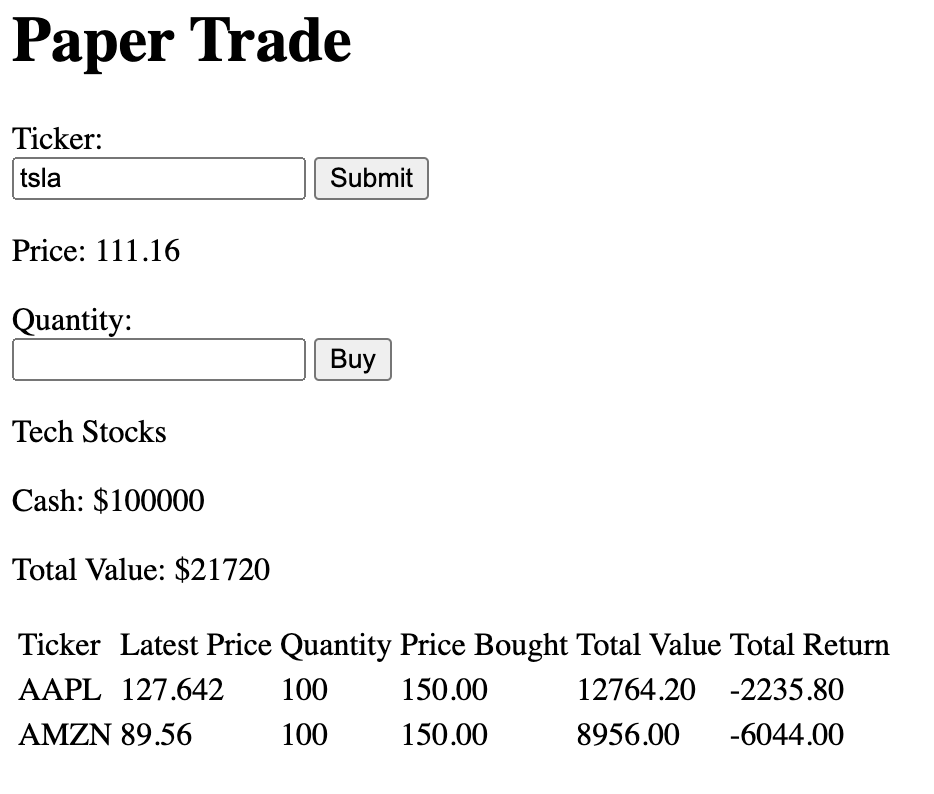 Paper Trade
Ticker:
tsla Submit
Price: 111.16
Quantity:
Buy
Tech Stocks
Cash: $100000
Total Value: $21720
Ticker Latest Price Quantity Price Bought Total Value Total Return
AAPL 127.642 100 150.00 12764.20 -2235.80
AMZN 89.56 100 150.00 8956.00 -6044.00